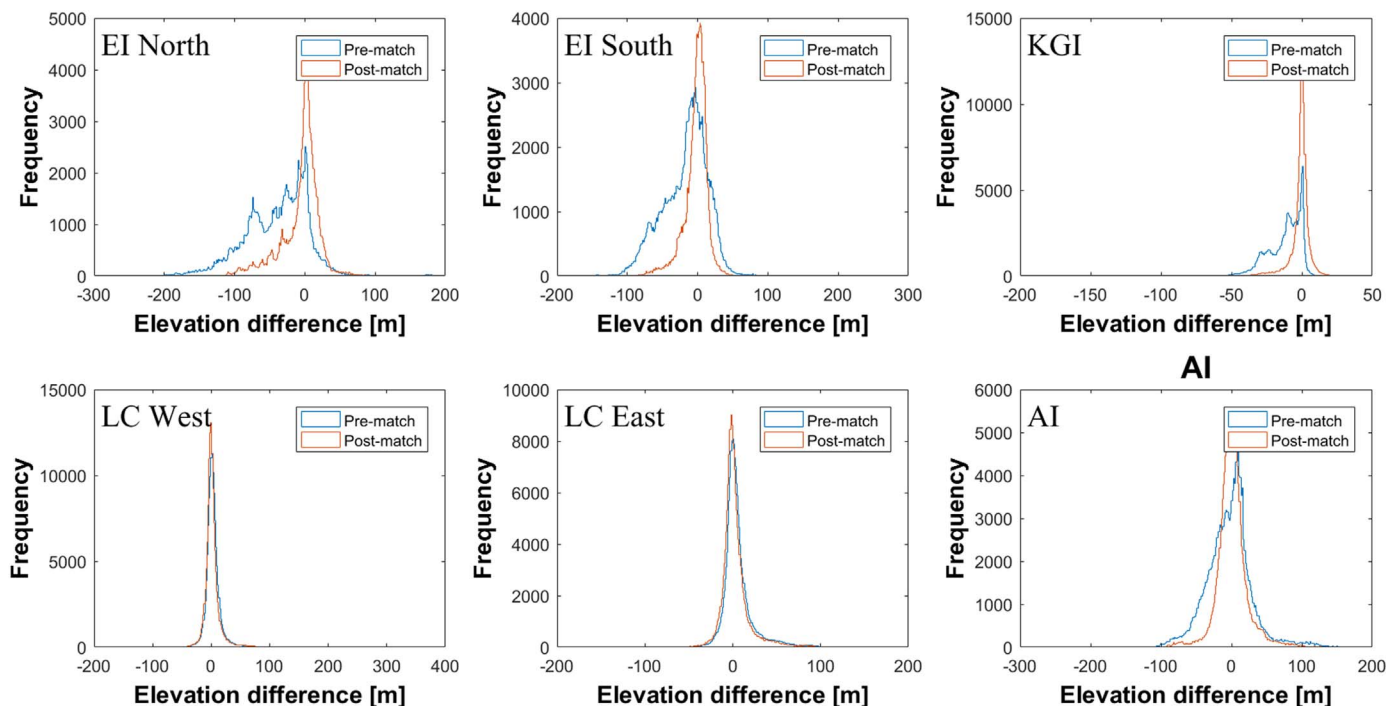 EI North
Pre-match
Post-match
5000
4000
3000
2000
1000
0
-300
-200
-100
0
100
200
Frequency
Elevation difference [m]
EI South
Pre-match
Post-match
4000
3000
2000
1000
0
-200
-100
0
100
200
300
Frequency
Elevation difference [m]
KGI
Pre-match
Post-match
15000
10000
5000
0
-200
-150
-100
-50
0
50
Frequency
Elevation difference [m]
LC West
Pre-match
Post-match
15000
10000
5000
0
-200
-100
0
100
200
300
400
Frequency
Elevation difference [m]
LC East
Pre-match
Post-match
10000
8000
6000
4000
2000
0
-200
-100
0
100
200
Frequency
Elevation difference [m]
AI
AI
Pre-match
Post-match
6000
5000
4000
3000
2000
1000
0
-300
-200
-100
0
100
200
Frequency
Elevation difference [m]